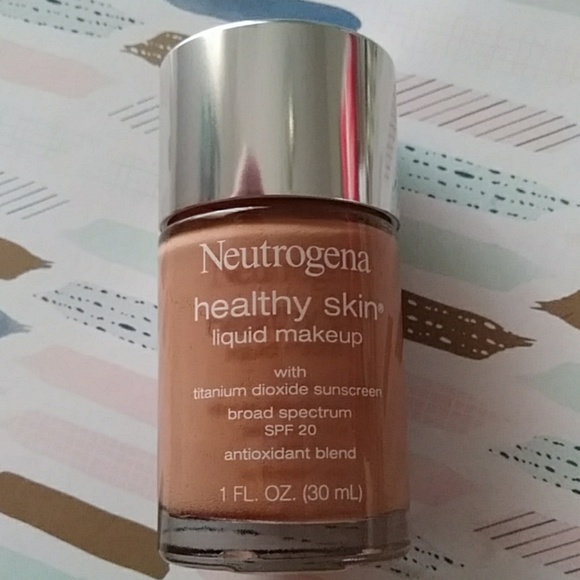 Neutrogena
healthy skin®
liquid makeup
with
titanium dioxide sunscreen
broad spectrum
SPF 20
antioxidant blend
1 FL. OZ. (30 mL)